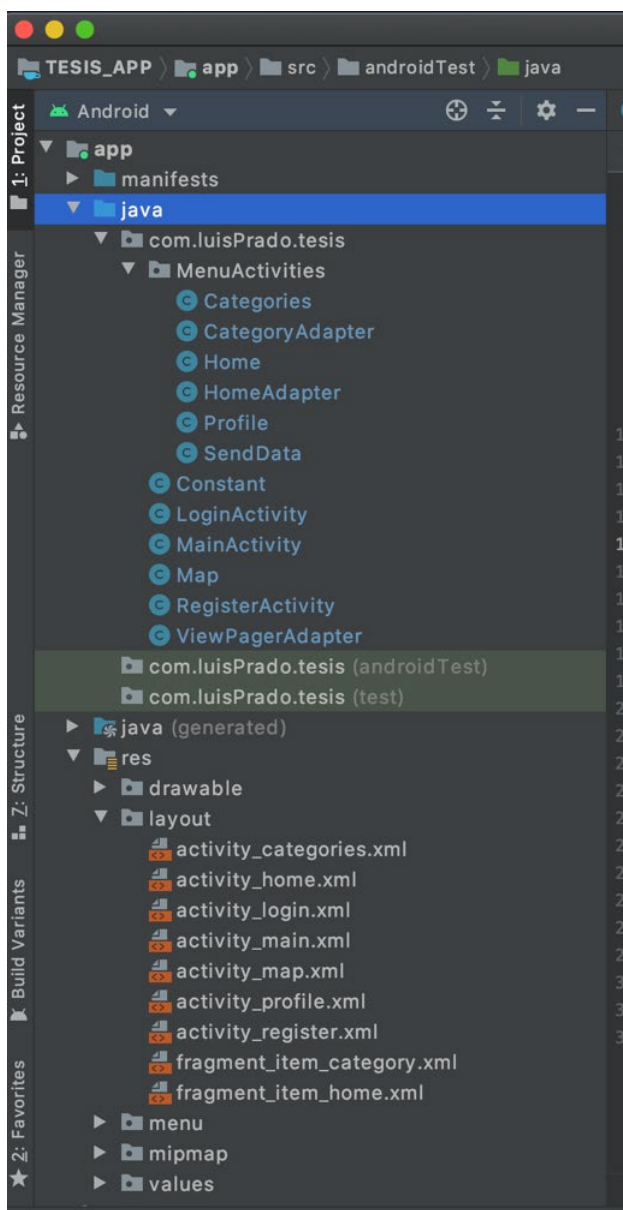 TESIS_APP app src androidTest java
1: Project
Android
app
manifests
java
com.luisPrado.tesis
MenuActivities
Categories
CategoryAdapter
Home
HomeAdapter
Profile
SendData
Constant
LoginActivity
MainActivity
Map
RegisterActivity
ViewPagerAdapter
com.luisPrado.tesis (androidTest)
com.luisPrado.tesis (test)
java (generated)
res
drawable
layout
activity_categories.xml
activity_home.xml
activity_login.xml
activity_main.xml
activity_map.xml
activity_profile.xml
activity_register.xml
fragment_item_category.xml
fragment_item_home.xml
menu
mipmap
values
Resource Manager
Z: Structure
Build Variants
2: Favorites